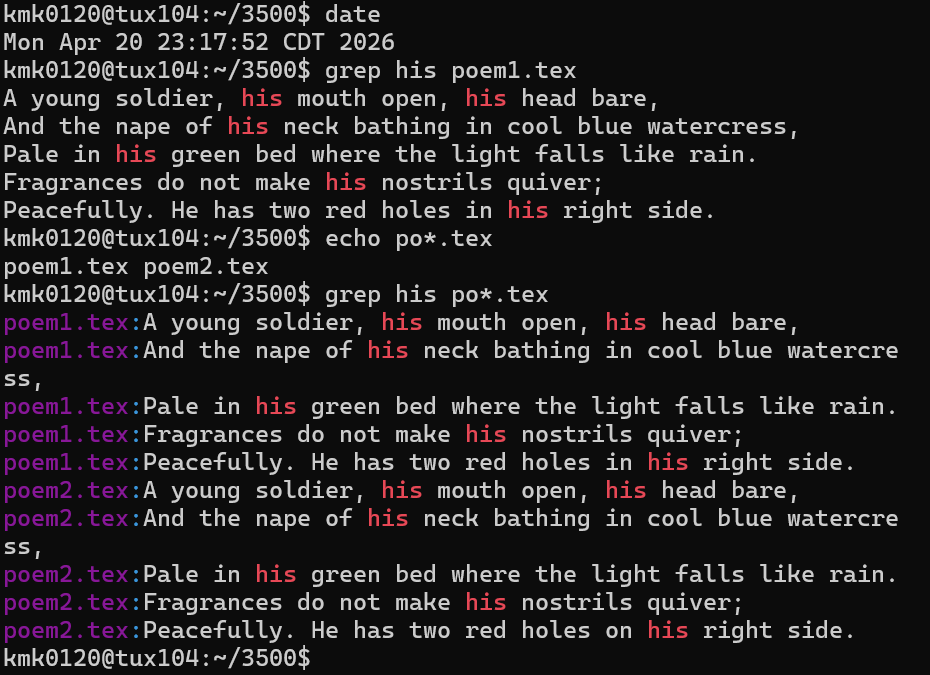 kmk0120@tux104:~/3500$ date
Mon Apr 20 23:17:52 CDT 2026
kmk0120@tux104:~/3500$ grep his poem1.tex
A young soldier, his mouth open, his head bare,
And the nape of his neck bathing in cool blue watercress,
Pale in his green bed where the light falls like rain.
Fragrances do not make his nostrils quiver;
Peacefully. He has two red holes in his right side.
kmk0120@tux104:~/3500$ echo po*.tex
poem1.tex poem2.tex
kmk0120@tux104:~/3500$ grep his po*.tex
poem1.tex:A young soldier, his mouth open, his head bare,
poem1.tex:And the nape of his neck bathing in cool blue watercre
ss,
poem1.tex:Pale in his green bed where the light falls like rain.
poem1.tex:Fragrances do not make his nostrils quiver;
poem1.tex:Peacefully. He has two red holes in his right side.
poem2.tex:A young soldier, his mouth open, his head bare,
poem2.tex:And the nape of his neck bathing in cool blue watercre
ss,
poem2.tex:Pale in his green bed where the light falls like rain.
poem2.tex:Fragrances do not make his nostrils quiver;
poem2.tex:Peacefully. He has two red holes on his right side.
kmk0120@tux104:~/3500$